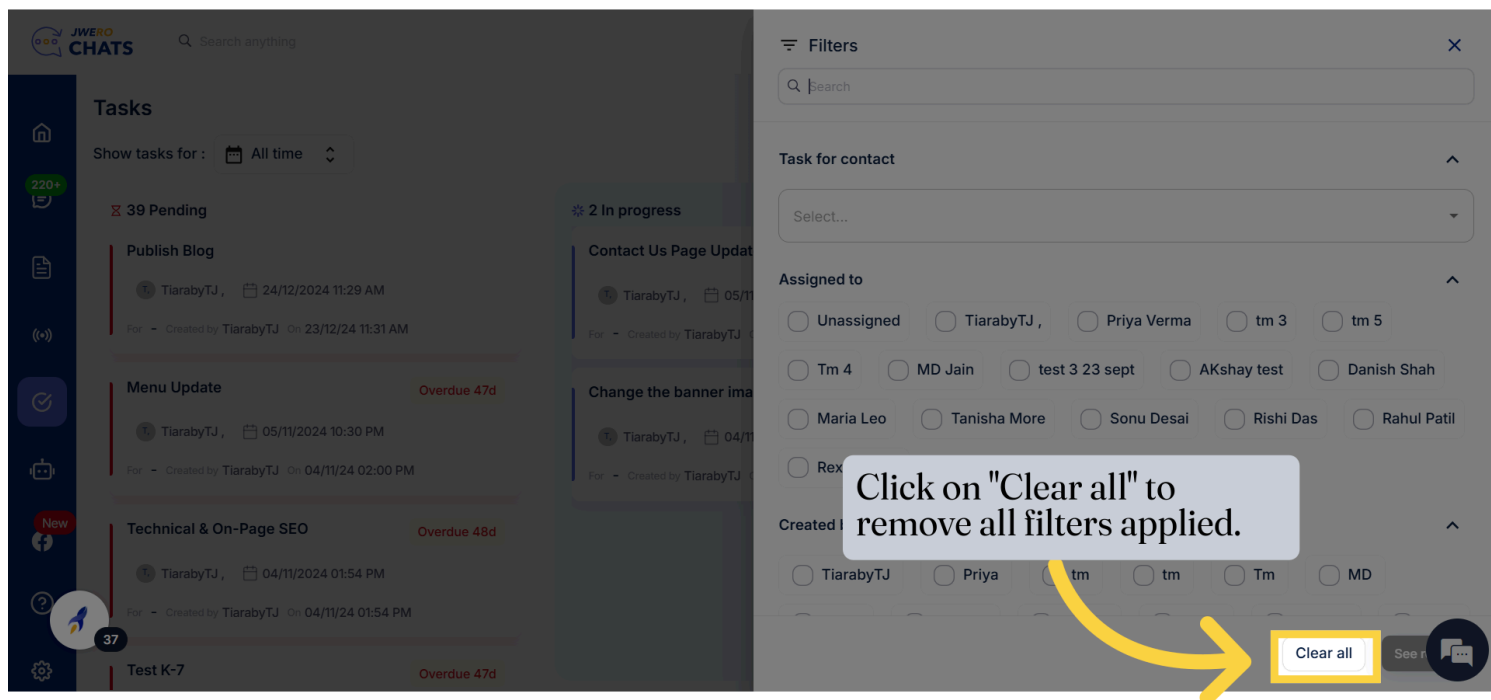 JWERO
CHATS
Search anything
Filters
Search
Tasks
Show tasks for : All time
Task for contact
Select...
220+
39 Pending
2 In progress
Publish Blog
TiarabyTJ , 24/12/2024 11:29 AM
For - Created by TiarabyTJ On 23/12/24 11:31 AM
Contact Us Page Updat
TiarabyTJ , 05/11
For - Created by TiarabyTJ
Assigned to
Unassigned TiarabyTJ , Priya Verma tm 3 tm 5
Tm 4 MD Jain test 3 23 sept AKshay test Danish Shah
Maria Leo Tanisha More Sonu Desai Rishi Das Rahul Patil
Rex
Menu Update Overdue 47d
TiarabyTJ , 05/11/2024 10:30 PM
For - Created by TiarabyTJ On 04/11/24 02:00 PM
Change the banner ima
TiarabyTJ , 04/11
For - Created by TiarabyTJ
Click on "Clear all" to
remove all filters applied.
New
Technical & On-Page SEO Overdue 48d
TiarabyTJ , 04/11/2024 01:54 PM
For - Created by TiarabyTJ On 04/11/24 01:54 PM
Created
TiarabyTJ Priya tm tm Tm MD
37
Test K-7 Overdue 47d
Clear all
See